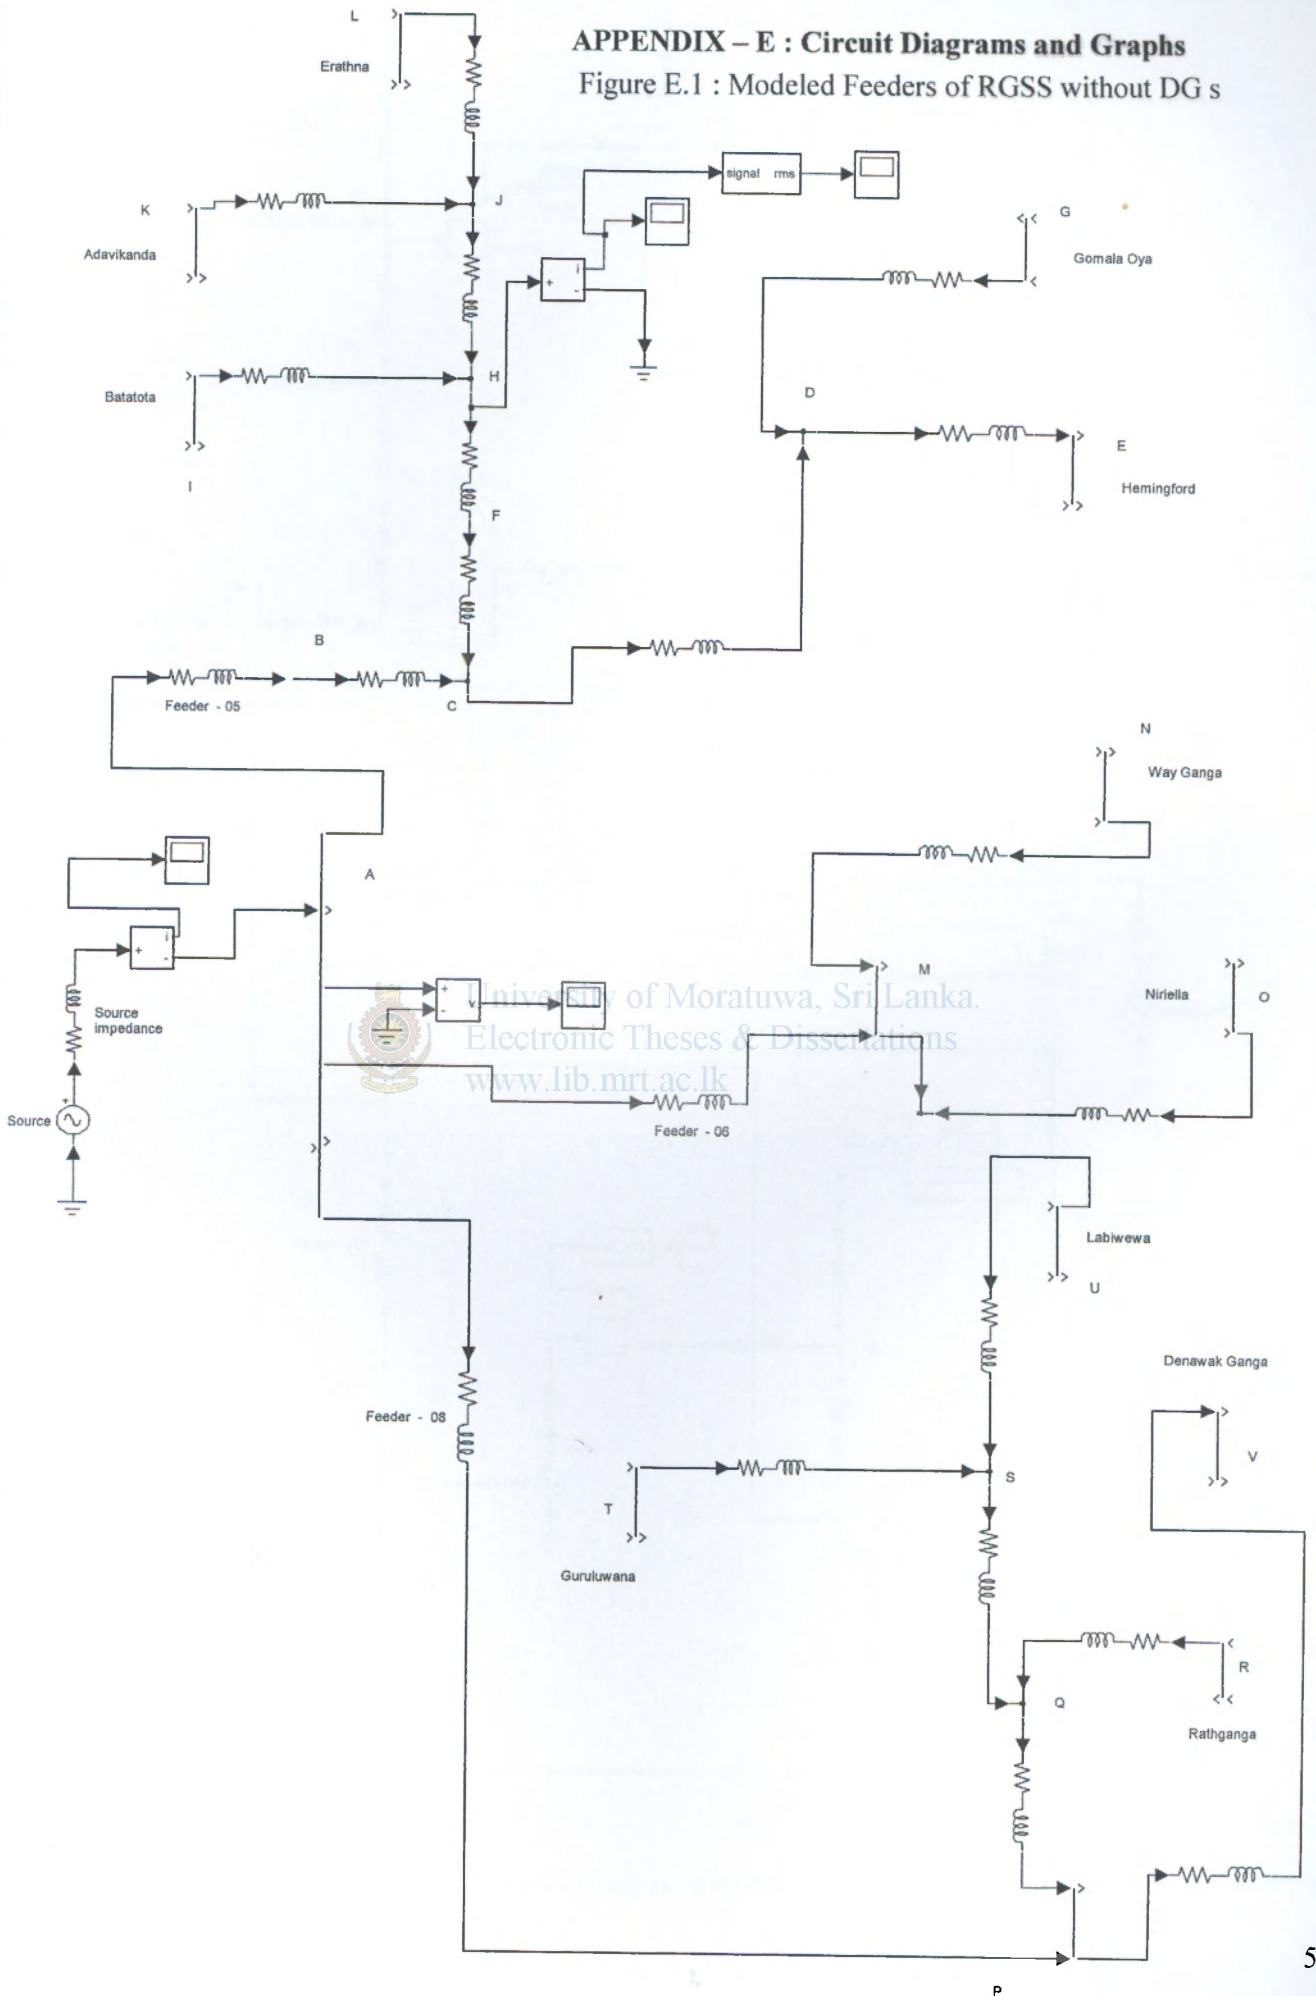 APPENDIX – E : Circuit Diagrams and Graphs
Figure E.1 : Modeled Feeders of RGSS without DG s
L
Erathna
K
Adavikanda
J
signal rms
i
+
-
G
Gomala Oya
H
Batatota
I
D
E
Hemingford
F
B
Feeder - 05
C
N
Way Ganga
A
i
+
-
Source
impedance
+
Source
+
-
v
M
Niriella
O
University of Moratuwa, Sri Lanka.
Electronic Theses & Dissertations
www.lib.mrt.ac.lk
Feeder - 06
Labiwewa
U
Denawak Ganga
V
Feeder - 08
S
T
Guruluwana
R
Q
Rathganga
P
5